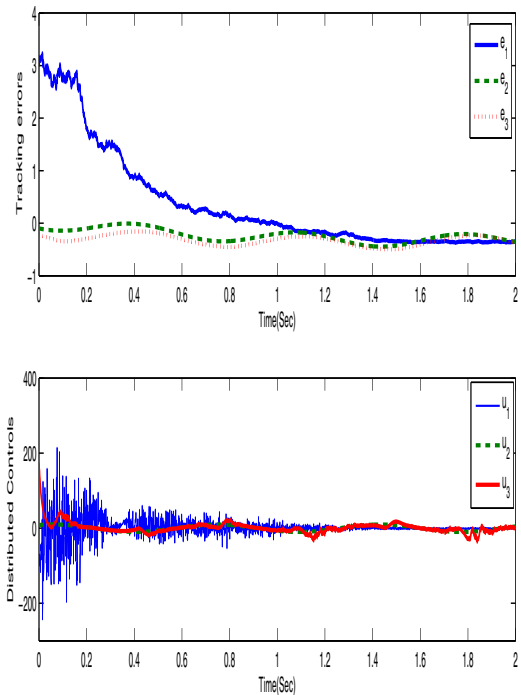 Tracking errors
4
3
2
1
0
−1
e1
e2
e3
0 0.2 0.4 0.6 0.8 1 1.2 1.4 1.6 1.8 2
Time(Sec)
Distributed Controls
400
200
0
−200
u1
u2
u3
0 0.2 0.4 0.6 0.8 1 1.2 1.4 1.6 1.8 2
Time(Sec)